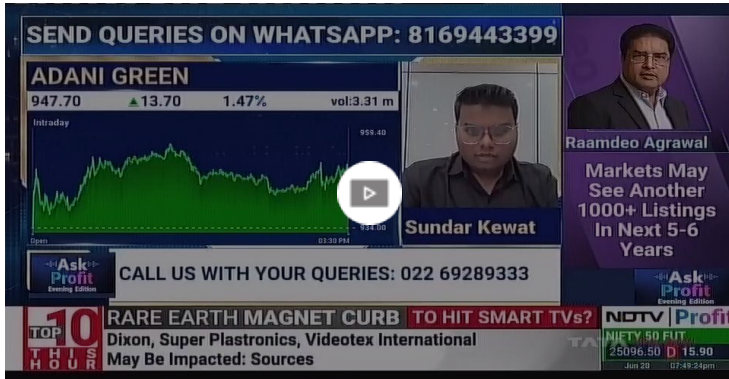 SEND QUERIES ON WHATSAPP: 8169443399
ADANI GREEN
947.70 ▲13.70 1.47% vol:3.31 m
Intraday
959.40
934.00
Open 03:30 PM
Sundar Kewat
Raamdeo Agrawal
Markets May
See Another
1000+ Listings
In Next 5-6
Years
Ask
Profit
Evening Edition
CALL US WITH YOUR QUERIES: 022 69289333
Ask
Profit
Evening Edition
TOP 10
THIS
HOUR
RARE EARTH MAGNET CURB TO HIT SMART TVs?
Dixon, Super Plastronics, Videotex International
May Be Impacted: Sources
NDTV Profit
NIFTY 50 FUT
25096.50 D 15.90
Jun 20 07:49:24pm
TATA